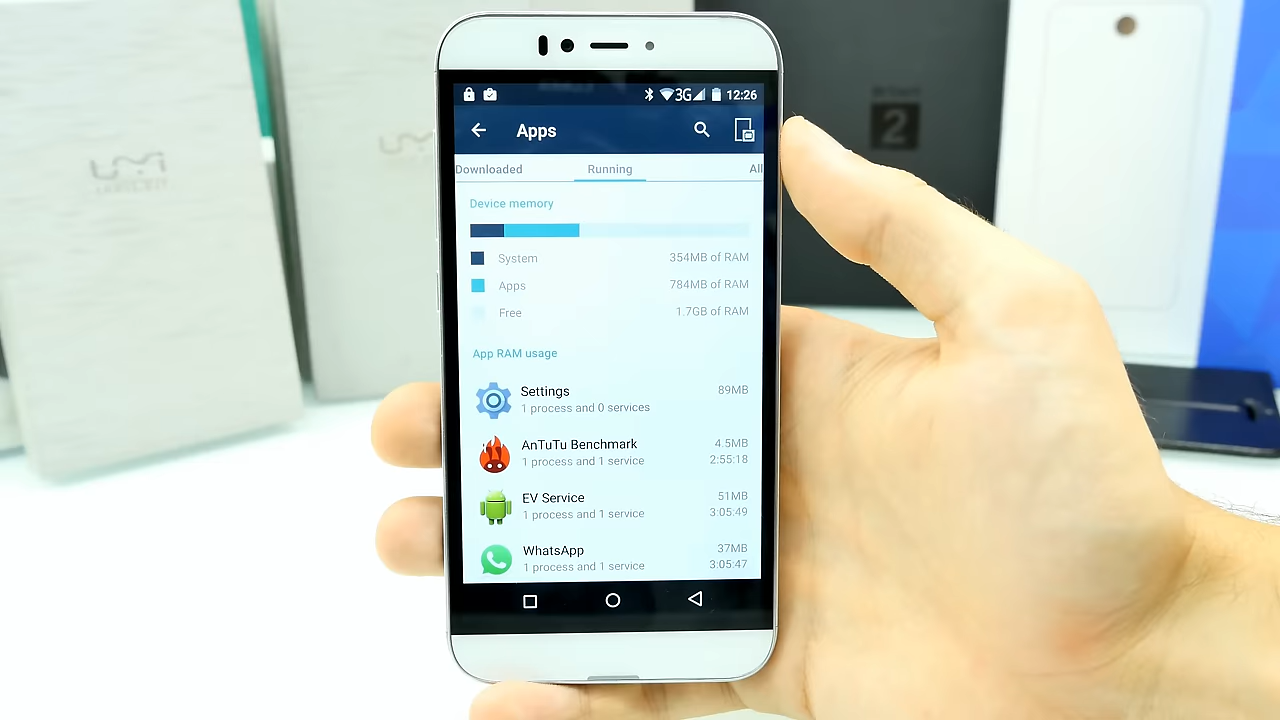 3G 12:26
Apps
Downloaded Running All
Device memory
System 354MB of RAM
Apps 784MB of RAM
Free 1.7GB of RAM
App RAM usage
Settings 89MB
1 process and 0 services
AnTuTu Benchmark 4.5MB
1 process and 1 service 2:55:18
EV Service 51MB
1 process and 1 service 3:05:49
WhatsApp 37MB
1 process and 1 service 3:05:47
UMi
2